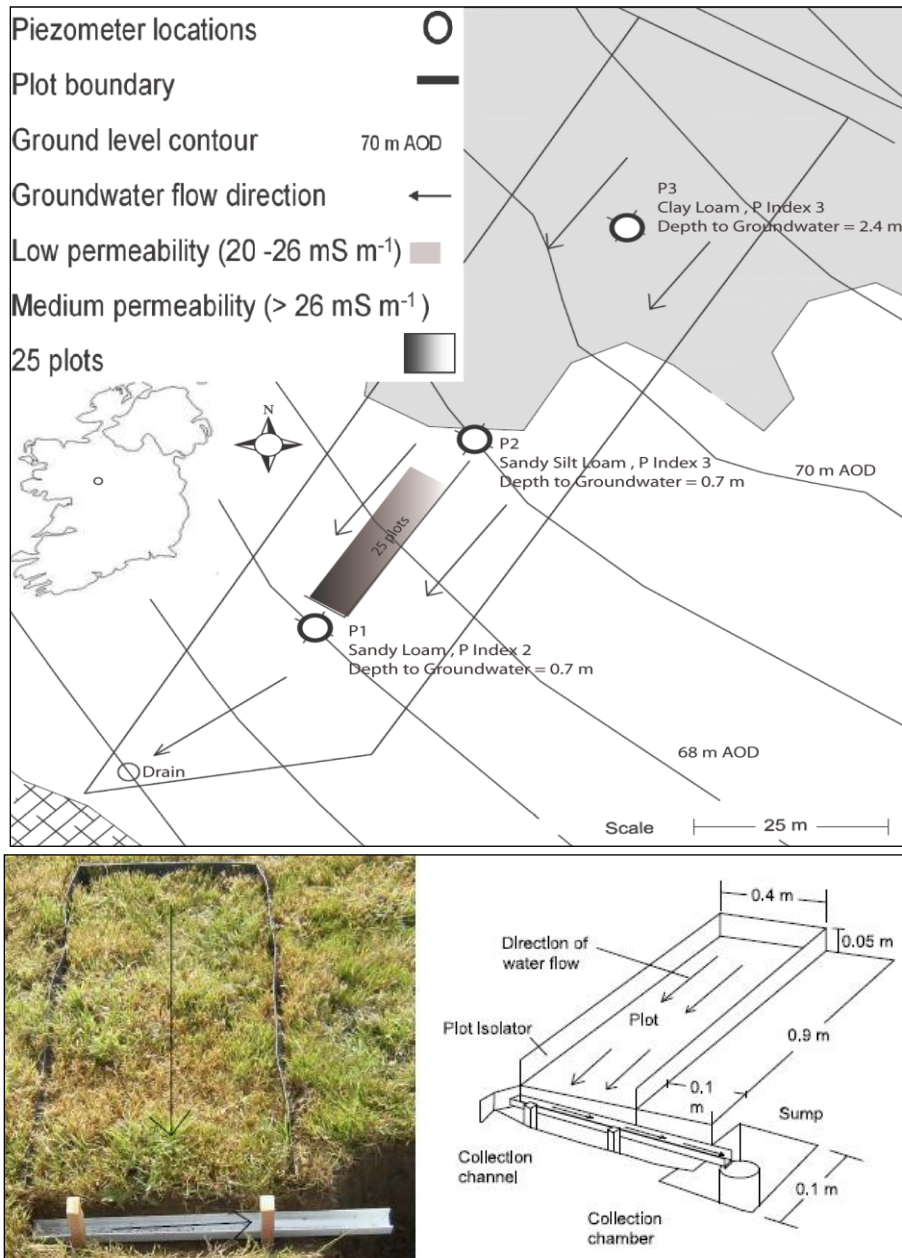 Piezometer locations
Plot boundary
Ground level contour 70 m AOD
Groundwater flow direction
Low permeability (20 -26 mS m⁻¹)
Medium permeability (> 26 mS m⁻¹ )
25 plots
N
P3
Clay Loam , P Index 3
Depth to Groundwater = 2.4 m
P2
Sandy Silt Loam , P Index 3
Depth to Groundwater = 0.7 m
70 m AOD
25 plots
P1
Sandy Loam , P Index 2
Depth to Groundwater = 0.7 m
68 m AOD
Drain
Scale 25 m
0.4 m
0.05 m
Direction of
water flow
Plot
Plot Isolator
0.9 m
0.1
m
Sump
Collection
channel
0.1 m
Collection
chamber